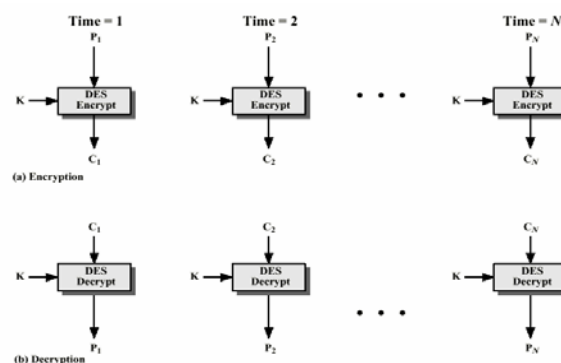 Time = 1 Time = 2 Time = N
P1 P2 PN
K DES Encrypt K DES Encrypt K DES Encrypt
C1 C2 CN
(a) Encryption
C1 C2 CN
K DES Decrypt K DES Decrypt K DES Decrypt
P1 P2 PN
(b) Decryption